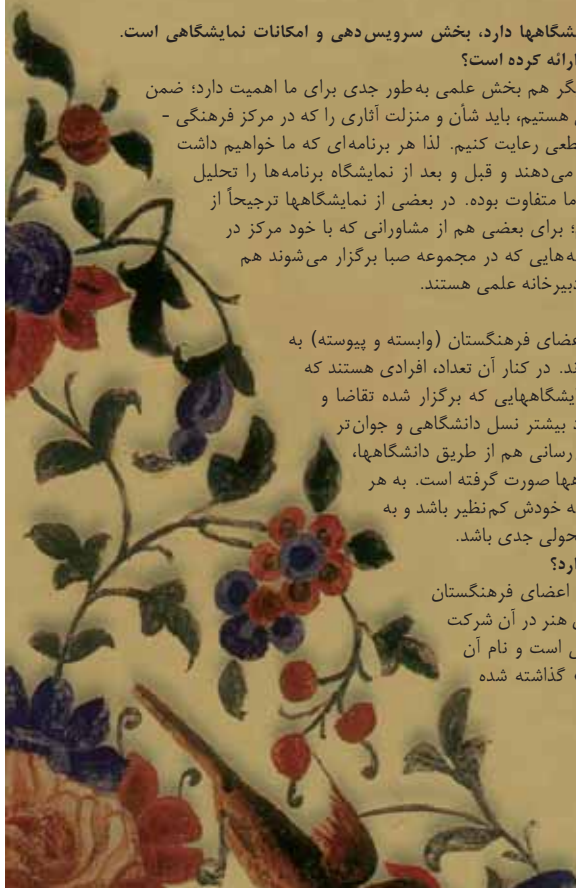 شگاهها دارد، بخش سرویس‌دهی و امکانات نمایشگاهی است.
ارائه کرده است؟
گر هم بخش علمی به‌طور جدی برای ما اهمیت دارد؛ ضمن
هستیم، باید شأن و منزلت آثاری را که در مرکز فرهنگی -
طعی رعایت کنیم. لذا هر برنامه‌ای که ما خواهیم داشت
می‌دهند و قبل و بعد از نمایشگاه برنامه‌ها را تحلیل
ما متفاوت بوده. در بعضی از نمایشگاهها ترجیحاً از
؛ برای بعضی هم از مشاورانی که با خود مرکز در
ه‌هایی که در مجموعه صبا برگزار می‌شوند هم
دبیرخانه علمی هستند.
عضای فرهنگستان (وابسته و پیوسته) به
ند. در کنار آن تعداد، افرادی هستند که
یشگاههایی که برگزار شده تقاضا و
د بیشتر نسل دانشگاهی و جوان‌تر
رسانی هم از طریق دانشگاهها،
هها صورت گرفته است. به هر
ه خودش کم‌نظیر باشد و به
حولی جدی باشد.
ارد؟
اعضای فرهنگستان
ی هنر در آن شرکت
ی است و نام آن
گذاشته شده